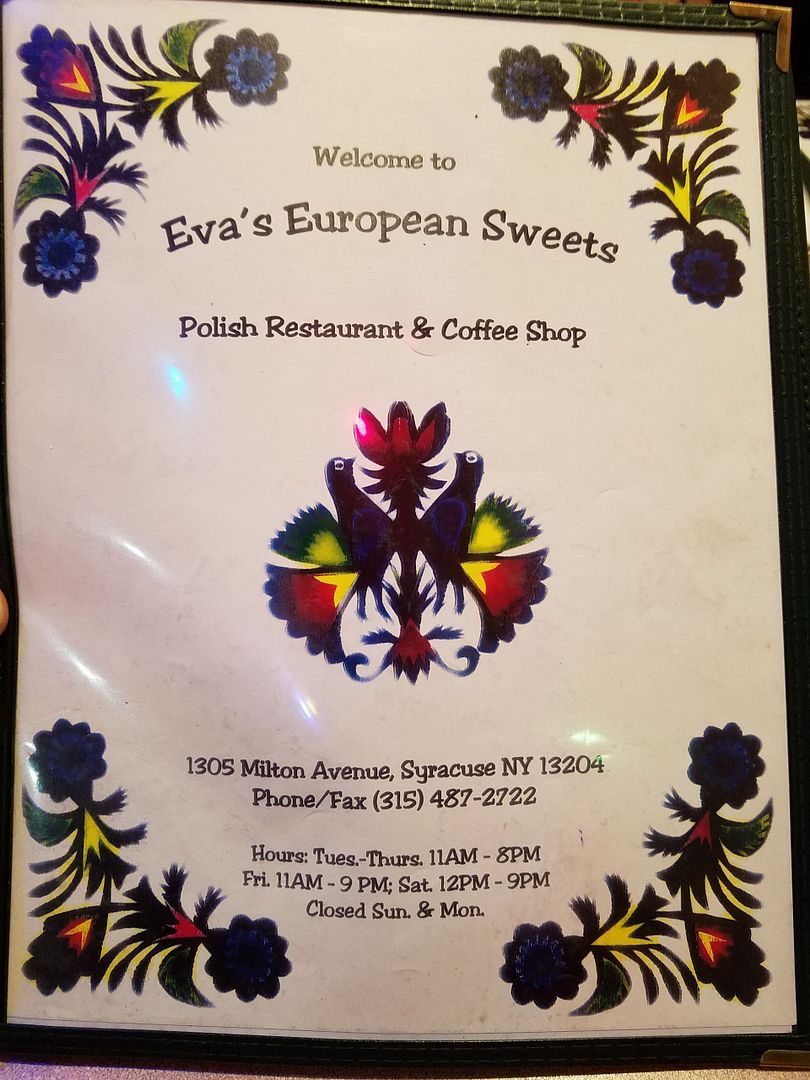 Welcome to
Eva's European Sweets
Polish Restaurant & Coffee Shop
1305 Milton Avenue, Syracuse NY 13204
Phone/Fax (315) 487-2722
Hours: Tues.-Thurs. 11AM - 8PM
Fri. 11AM - 9 PM; Sat. 12PM - 9PM
Closed Sun. & Mon.